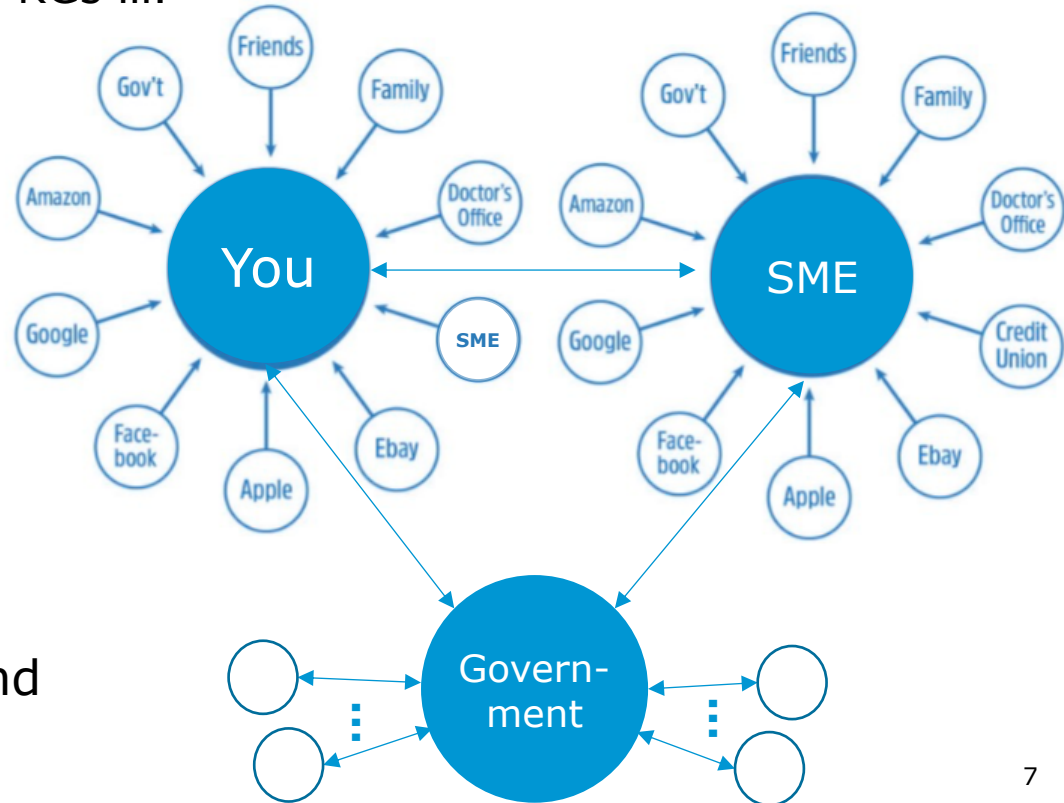 Friends
Gov't
Family
Amazon
Doctor's
Office
You
Google
SME
Face-
book
Apple
Ebay
Friends
Gov't
Family
Amazon
Doctor's
Office
SME
Google
Credit
Union
Face-
book
Apple
Ebay
Govern-
ment
7